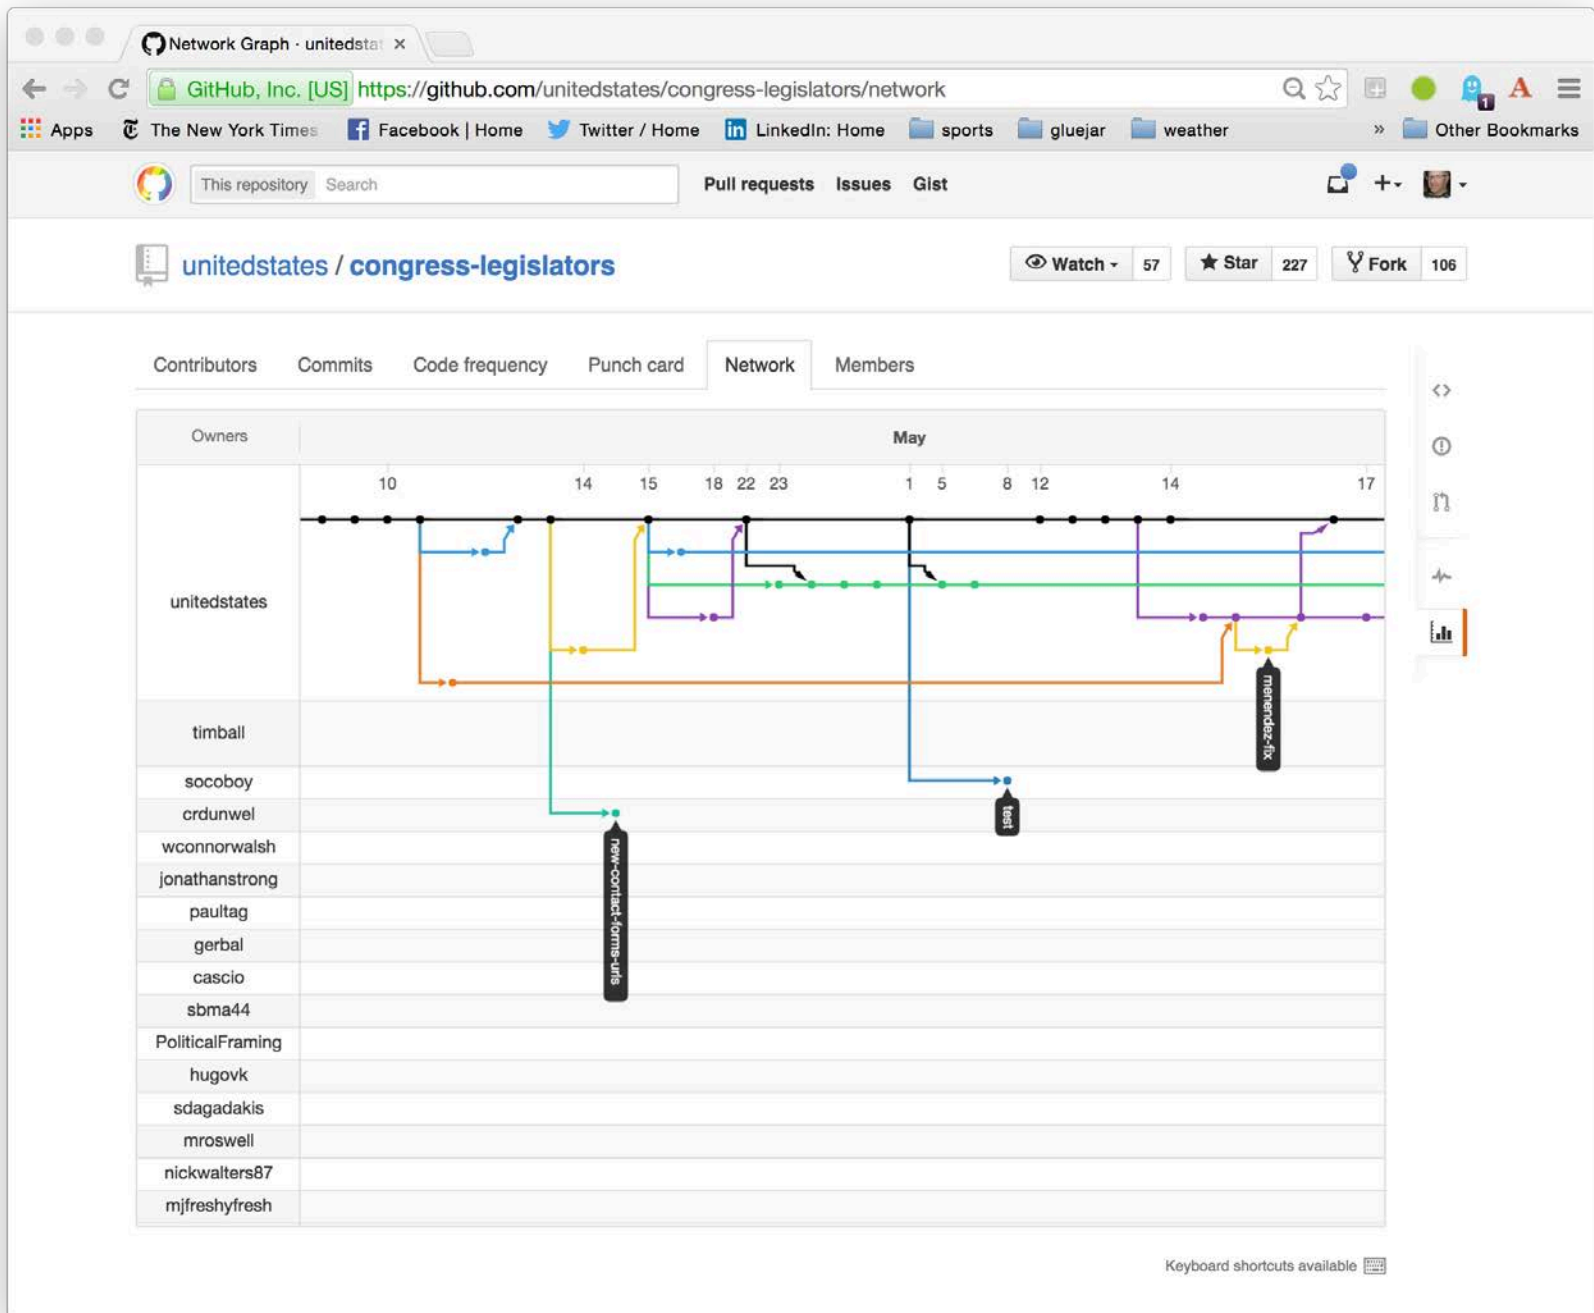 Network Graph · unitedstat
GitHub, Inc. [US] https://github.com/unitedstates/congress-legislators/network
Apps The New York Times Facebook | Home Twitter / Home LinkedIn: Home sports gluejar weather » Other Bookmarks
1 A
This repository Search Pull requests Issues Gist
unitedstates / congress-legislators Watch 57 Star 227 Fork 106
Contributors Commits Code frequency Punch card Network Members
Owners May
10 14 15 18 22 23 1 5 8 12 14 17
unitedstates
menendez-fix
timball
socoboy
test
crdunwel
new-contact-forms-urls
wconnorwalsh
jonathanstrong
paultag
gerbal
cascio
sbma44
PoliticalFraming
hugovk
sdagadakis
mroswell
nickwalters87
mjfreshyfresh
Keyboard shortcuts available